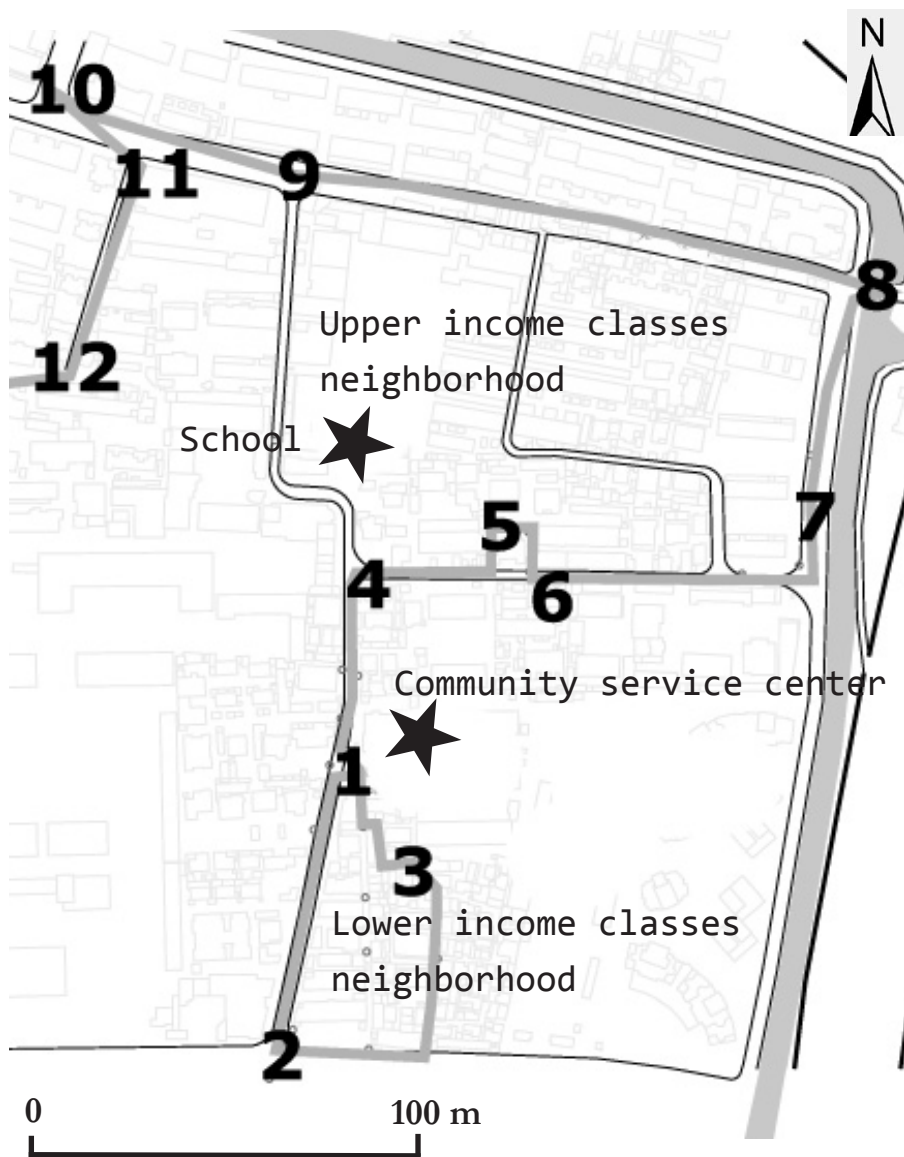 N
10
11
9
8
12
Upper income classes
neighborhood
School
5
7
4
6
Community service center
1
3
Lower income classes
neighborhood
2
0
100 m